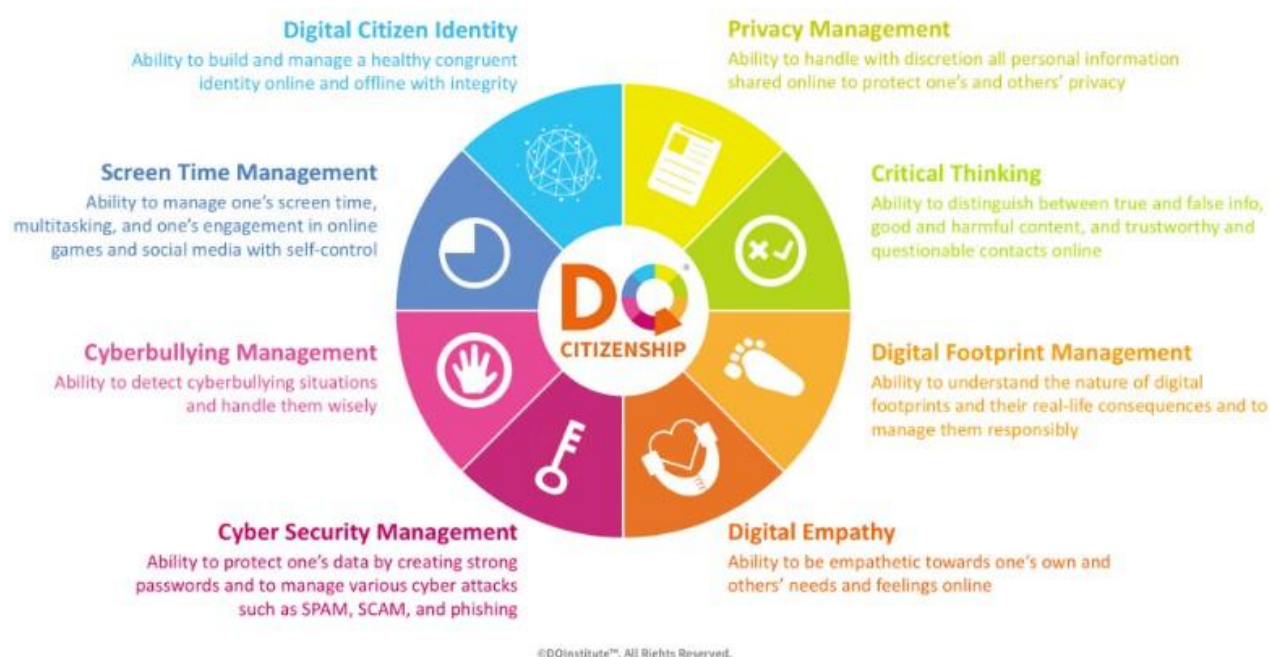 Digital Citizen Identity
Ability to build and manage a healthy congruent
identity online and offline with integrity
Privacy Management
Ability to handle with discretion all personal information
shared online to protect one's and others' privacy
Screen Time Management
Ability to manage one's screen time,
multitasking, and one's engagement in online
games and social media with self-control
Critical Thinking
Ability to distinguish between true and false info,
good and harmful content, and trustworthy and
questionable contacts online
DQ®
CITIZENSHIP
Cyberbullying Management
Ability to detect cyberbullying situations
and handle them wisely
Digital Footprint Management
Ability to understand the nature of digital
footprints and their real-life consequences and to
manage them responsibly
Cyber Security Management
Ability to protect one's data by creating strong
passwords and to manage various cyber attacks
such as SPAM, SCAM, and phishing
Digital Empathy
Ability to be empathetic towards one's own and
others' needs and feelings online
©DQInstitute™. All Rights Reserved.